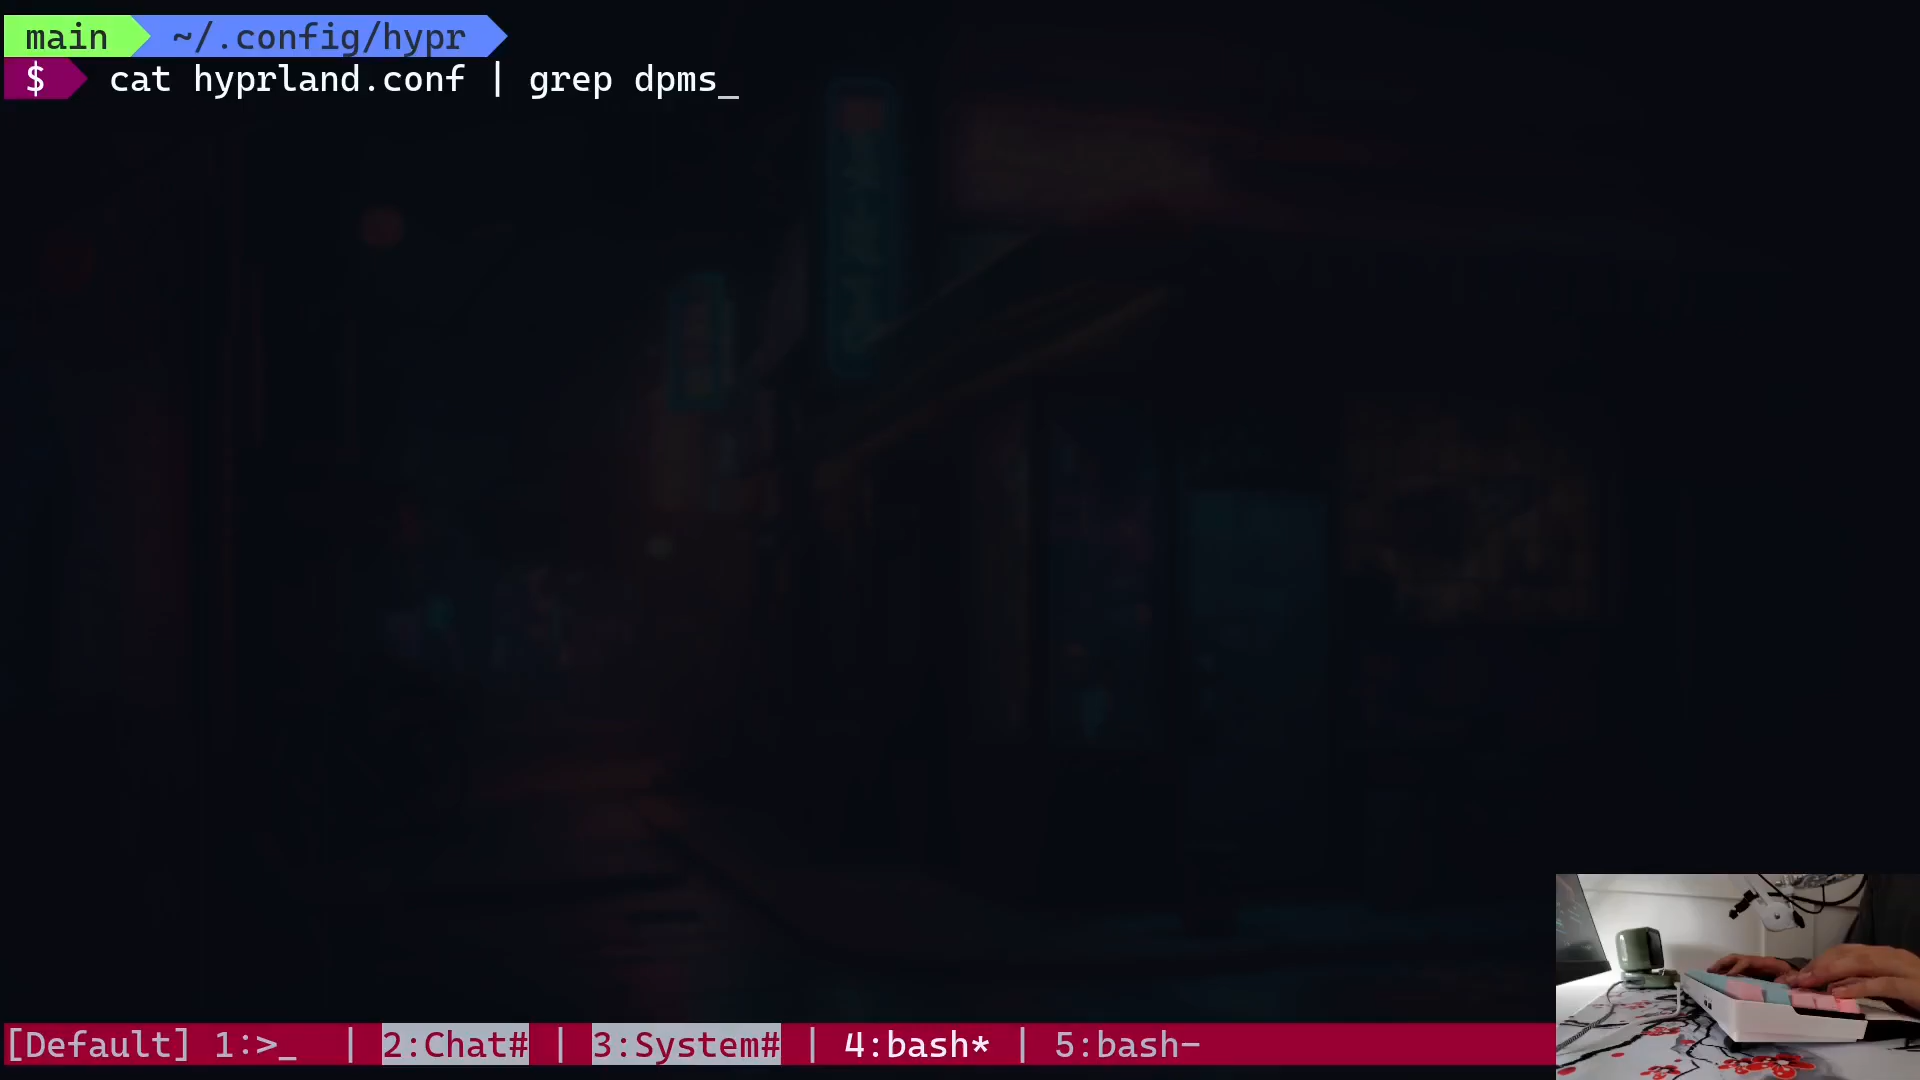 main ~/.config/hypr
$ cat hyprland.conf | grep dpms_
[Default] 1:>_ | 2:Chat# | 3:System# | 4:bash* | 5:bash-